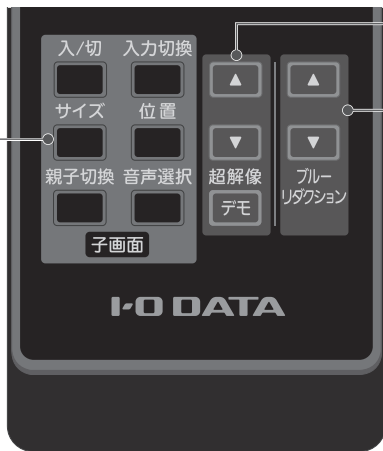 入/切 入力切換
サイズ 位置
親子切換 音声選択
子画面
▲
▼
超解像
デモ
▲
▼
ブルー
リダクション
I-O DATA